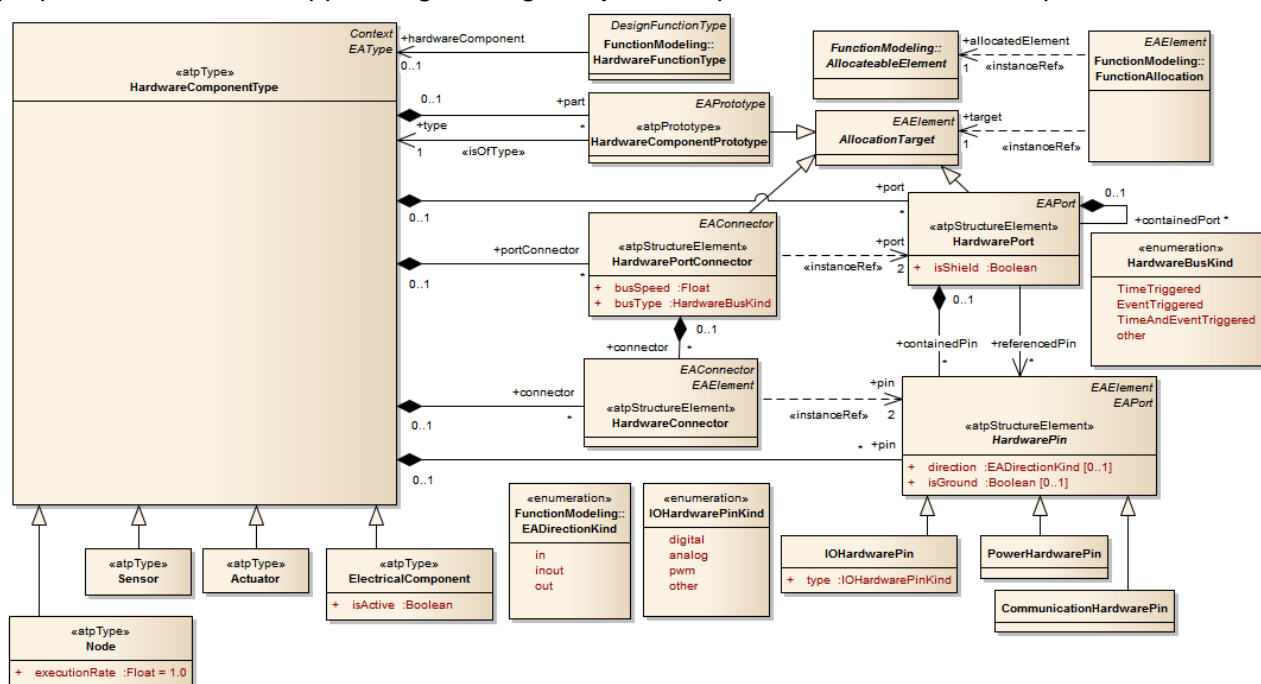 Context
EAType
«atpType»
HardwareComponentType
+hardwareComponent
0..1
DesignFunctionType
FunctionModeling::
HardwareFunctionType
FunctionModeling::
AllocateableElement
+allocatedElement
1
«instanceRef»
EAElement
FunctionModeling::
FunctionAllocation
0..1
+part
*
+type
1
«isOfType»
EAPrototype
«atpPrototype»
HardwareComponentPrototype
EAElement
AllocationTarget
+target
1
«instanceRef»
0..1
+port
*
EAPort
«atpStructureElement»
HardwarePort
+ isShield :Boolean
0..1
+containedPort *
EAConnector
«atpStructureElement»
HardwarePortConnector
+ busSpeed :Float
+ busType :HardwareBusKind
+portConnector
0..1
*
+port
«instanceRef»
2
«enumeration»
HardwareBusKind
TimeTriggered
EventTriggered
TimeAndEventTriggered
other
0..1
+connector
*
0..1
+containedPin
*
+referencedPin
*
EAConnector
EAElement
«atpStructureElement»
HardwareConnector
+connector
0..1
*
+pin
«instanceRef»
2
EAElement
EAPort
«atpStructureElement»
HardwarePin
+ direction :EADirectionKind [0..1]
+ isGround :Boolean [0..1]
0..1
* +pin
«enumeration»
FunctionModeling::
EADirectionKind
in
inout
out
«enumeration»
IOHardwarePinKind
digital
analog
pwm
other
IOHardwarePin
+ type :IOHardwarePinKind
PowerHardwarePin
CommunicationHardwarePin
«atpType»
Sensor
«atpType»
Actuator
«atpType»
ElectricalComponent
+ isActive :Boolean
«atpType»
Node
+ executionRate :Float = 1.0